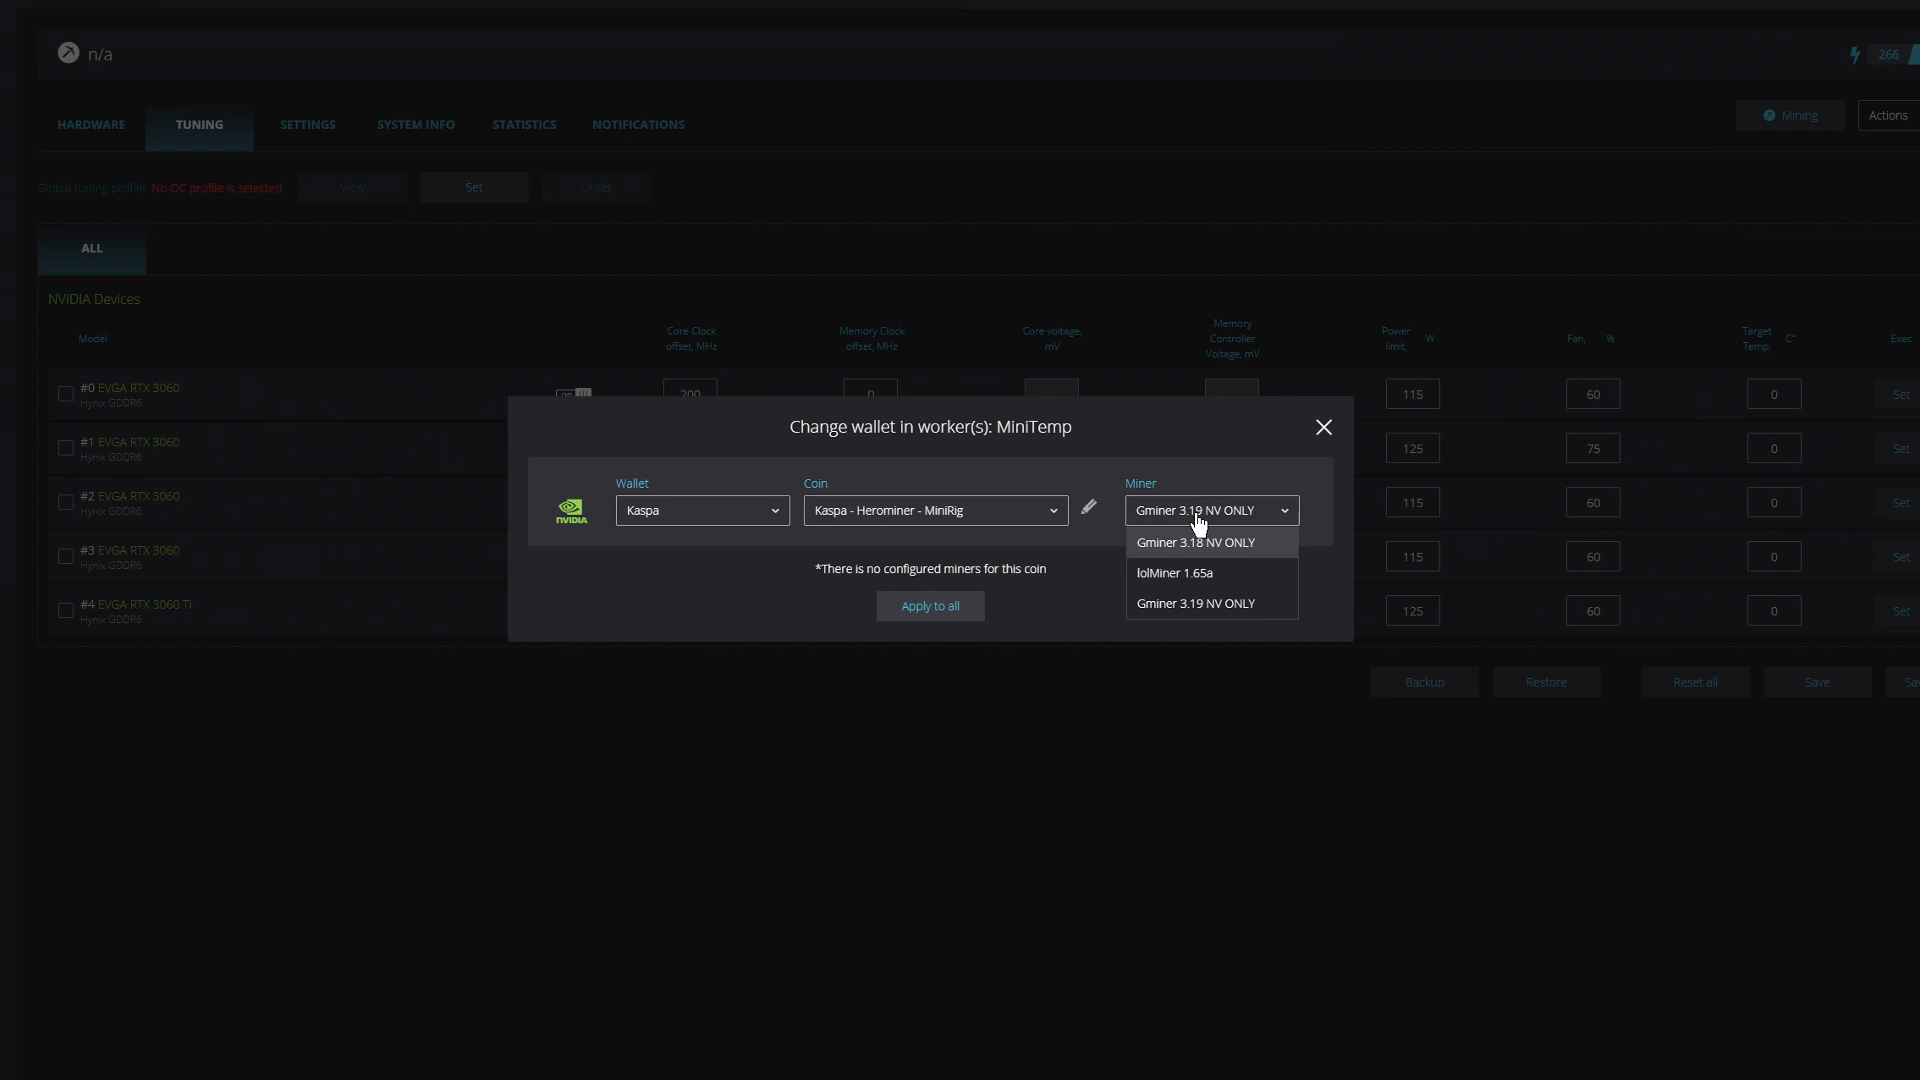 n/a
266
HARDWARE TUNING SETTINGS SYSTEM INFO STATISTICS NOTIFICATIONS
Mining Actions
Global tuning profile: No OC profile is selected. View Set Unset
ALL
NVIDIA Devices
Model
Core Clock
offset, MHz
Memory Clock
offset, MHz
Core voltage,
mV
Memory
Controller
Voltage, mV
Power
limit, W
Fan, %
Target
Temp, C°
Exec
#0 EVGA RTX 3060
Hynix GDDR6
on
200 0 115 60 0 Set
#1 EVGA RTX 3060
Hynix GDDR6
125 75 0 Set
#2 EVGA RTX 3060
Hynix GDDR6
115 60 0 Set
#3 EVGA RTX 3060
Hynix GDDR6
115 60 0 Set
#4 EVGA RTX 3060 Ti
Hynix GDDR6
125 60 0 Set
Change wallet in worker(s): MiniTemp
NVIDIA
Wallet Coin Miner
Kaspa Kaspa - Herominer - MiniRig Gminer 3.19 NV ONLY
Gminer 3.18 NV ONLY
lolMiner 1.65a
Gminer 3.19 NV ONLY
*There is no configured miners for this coin
Apply to all
Backup Restore Reset all Save